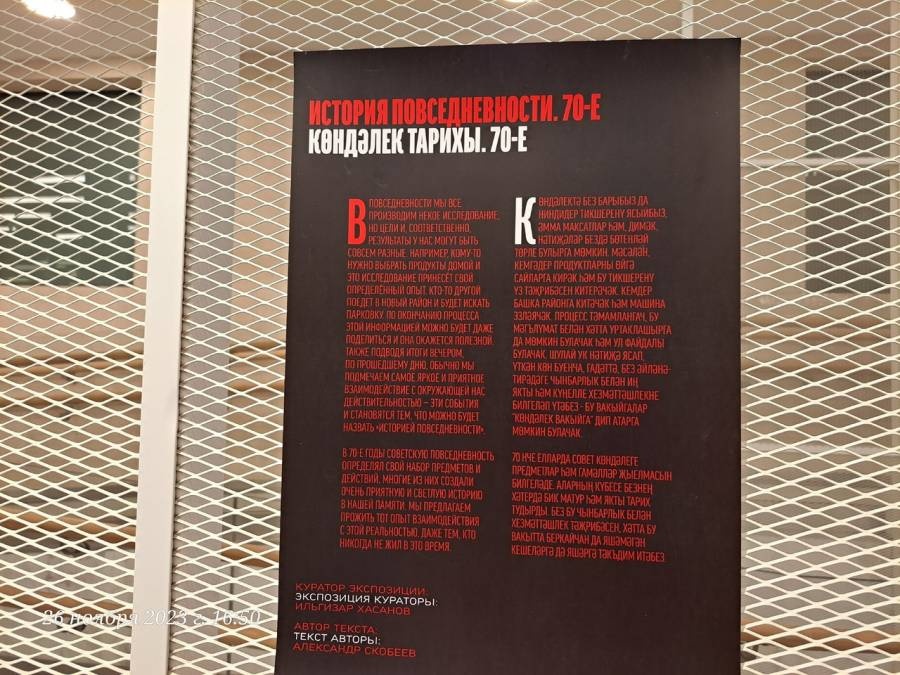 ИСТОРИЯ ПОВСЕДНЕВНОСТИ. 70-Е
КӨНДӘЛЕК ТАРИХЫ. 70-Е
В ПОВСЕДНЕВНОСТИ МЫ ВСЕ
ПРОИЗВОДИМ НЕКОЕ ИССЛЕДОВАНИЕ,
НО ЦЕЛИ И, СООТВЕТСТВЕННО,
РЕЗУЛЬТАТЫ У НАС МОГУТ БЫТЬ
СОВСЕМ РАЗНЫЕ. НАПРИМЕР, КОМУ-ТО
НУЖНО ВЫБРАТЬ ПРОДУКТЫ ДОМОЙ И
ЭТО ИССЛЕДОВАНИЕ ПРИНЕСЁТ СВОЙ
ОПРЕДЕЛЁННЫЙ ОПЫТ. КТО-ТО ДРУГОЙ
ПОЕДЕТ В НОВЫЙ РАЙОН И БУДЕТ ИСКАТЬ
ПАРКОВКУ. ПО ОКОНЧАНИЮ ПРОЦЕССА
ЭТОЙ ИНФОРМАЦИЕЙ МОЖНО БУДЕТ ДАЖЕ
ПОДЕЛИТЬСЯ И ОНА ОКАЖЕТСЯ ПОЛЕЗНОЙ.
ТАКЖЕ ПОДВОДЯ ИТОГИ ВЕЧЕРОМ,
ПО ПРОШЕДШЕМУ ДНЮ, ОБЫЧНО МЫ
ПОДМЕЧАЕМ САМОЕ ЯРКОЕ И ПРИЯТНОЕ
ВЗАИМОДЕЙСТВИЕ С ОКРУЖАЮЩЕЙ НАС
ДЕЙСТВИТЕЛЬНОСТЬЮ – ЭТИ СОБЫТИЯ
И СТАНОВЯТСЯ ТЕМ, ЧТО МОЖНО БУДЕТ
НАЗВАТЬ «ИСТОРИЕЙ ПОВСЕДНЕВНОСТИ».
В 70-Е ГОДЫ СОВЕТСКУЮ ПОВСЕДНЕВНОСТЬ
ОПРЕДЕЛЯЛ СВОЙ НАБОР ПРЕДМЕТОВ И
ДЕЙСТВИЙ, МНОГИЕ ИЗ НИХ СОЗДАЛИ
ОЧЕНЬ ПРИЯТНУЮ И СВЕТЛУЮ ИСТОРИЮ
В НАШЕЙ ПАМЯТИ. МЫ ПРЕДЛАГАЕМ
ПРОЖИТЬ ТОТ ОПЫТ ВЗАИМОДЕЙСТВИЯ
С ЭТОЙ РЕАЛЬНОСТЬЮ, ДАЖЕ ТЕМ, КТО
НИКОГДА НЕ ЖИЛ В ЭТО ВРЕМЯ.
КӨНДӘЛЕКТӘ БЕЗ БАРЫБЫЗ ДА
НИНДИДЕР ТИКШЕРЕНҮ ЯСЫЙБЫЗ,
ӘММА МАКСАТЛАР ҺӘМ, ДИМӘК,
НӘТИҖӘЛӘР БЕЗДӘ БӨТЕНЛӘЙ
ТӨРЛЕ БУЛЫРГА МӨМКИН. МӘСӘЛӘН,
КЕМГӘДЕР ПРОДУКТЛАРНЫ ӨЙГӘ
САЙЛАРГА КИРӘК ҺӘМ БУ ТИКШЕРЕНҮ
ҮЗ ТӘҖРИБӘСЕН КИТЕРӘЧӘК. КЕМДЕР
БАШКА РАЙОНГА КИТӘЧӘК ҺӘМ МАШИНА
ЭЗЛӘЯЧӘК. ПРОЦЕСС ТӘМАМЛАНГАЧ, БУ
МӘГЪЛҮМАТ БЕЛӘН ХӘТТА УРТАКЛАШЫРГА
ДА МӨМКИН БУЛАЧАК ҺӘМ УЛ ФАЙДАЛЫ
БУЛАЧАК. ШУЛАЙ УК НӘТИҖӘ ЯСАП,
ҮТКӘН КӨН БУЕНЧА, ГАДӘТТӘ, БЕЗ ӘЙЛӘНӘ-
ТИРӘДӘГЕ ЧЫНБАРЛЫК БЕЛӘН ИҢ
ЯКТЫ ҺӘМ КҮҢЕЛЛЕ ХЕЗМӘТТӘШЛЕКНЕ
БИЛГЕЛӘП ҮТӘБЕЗ - БУ ВАКЫЙГАЛАР
"КӨНДӘЛЕК ВАКЫЙГА" ДИП АТАРГА
МӨМКИН БУЛАЧАК.
70 НЧЕ ЕЛЛАРДА СОВЕТ КӨНДӘЛЕГЕ
ПРЕДМЕТЛАР ҺӘМ ГАМӘЛЛӘР ҖЫЕЛМАСЫН
БИЛГЕЛӘДЕ. АЛАРНЫҢ КҮБЕСЕ БЕЗНЕҢ
ХӘТЕРДӘ БИК МАТУР ҺӘМ ЯКТЫ ТАРИХ
ТУДЫРДЫ. БЕЗ БУ ЧЫНБАРЛЫК БЕЛӘН
ХЕЗМӘТТӘШЛЕК ТӘҖРИБӘСЕН, ХӘТТА БУ
ВАКЫТТА БЕРКАЙЧАН ДА ЯШӘМӘГӘН
КЕШЕЛӘРГӘ ДӘ ЯШӘРГӘ ТӘКЪДИМ ИТӘБЕЗ.
КУРАТОР ЭКСПОЗИЦИИ:
ЭКСПОЗИЦИЯ КУРАТОРЫ:
ИЛЬГИЗАР ХАСАНОВ
АВТОР ТЕКСТА:
ТЕКСТ АВТОРЫ:
АЛЕКСАНДР СКОБЕЕВ
26 ноября 2023 г. 16:50